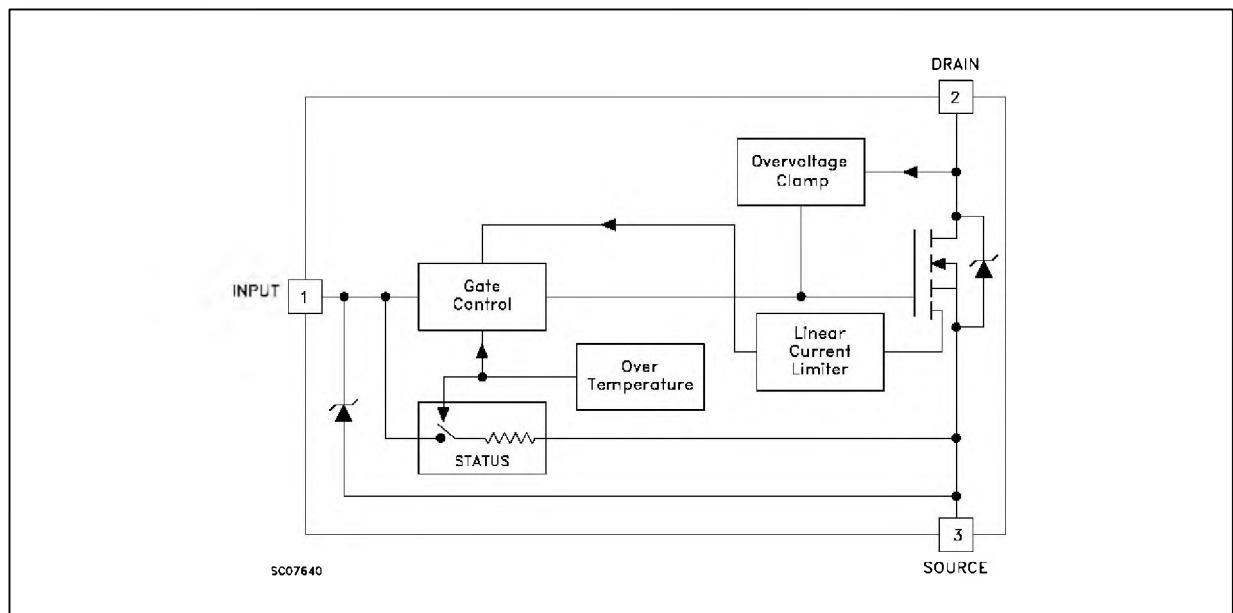 DRAIN
2
Overvoltage
Clamp
INPUT
1
Gate
Control
Linear
Current
Limiter
Over
Temperature
STATUS
3
SOURCE
SC07640